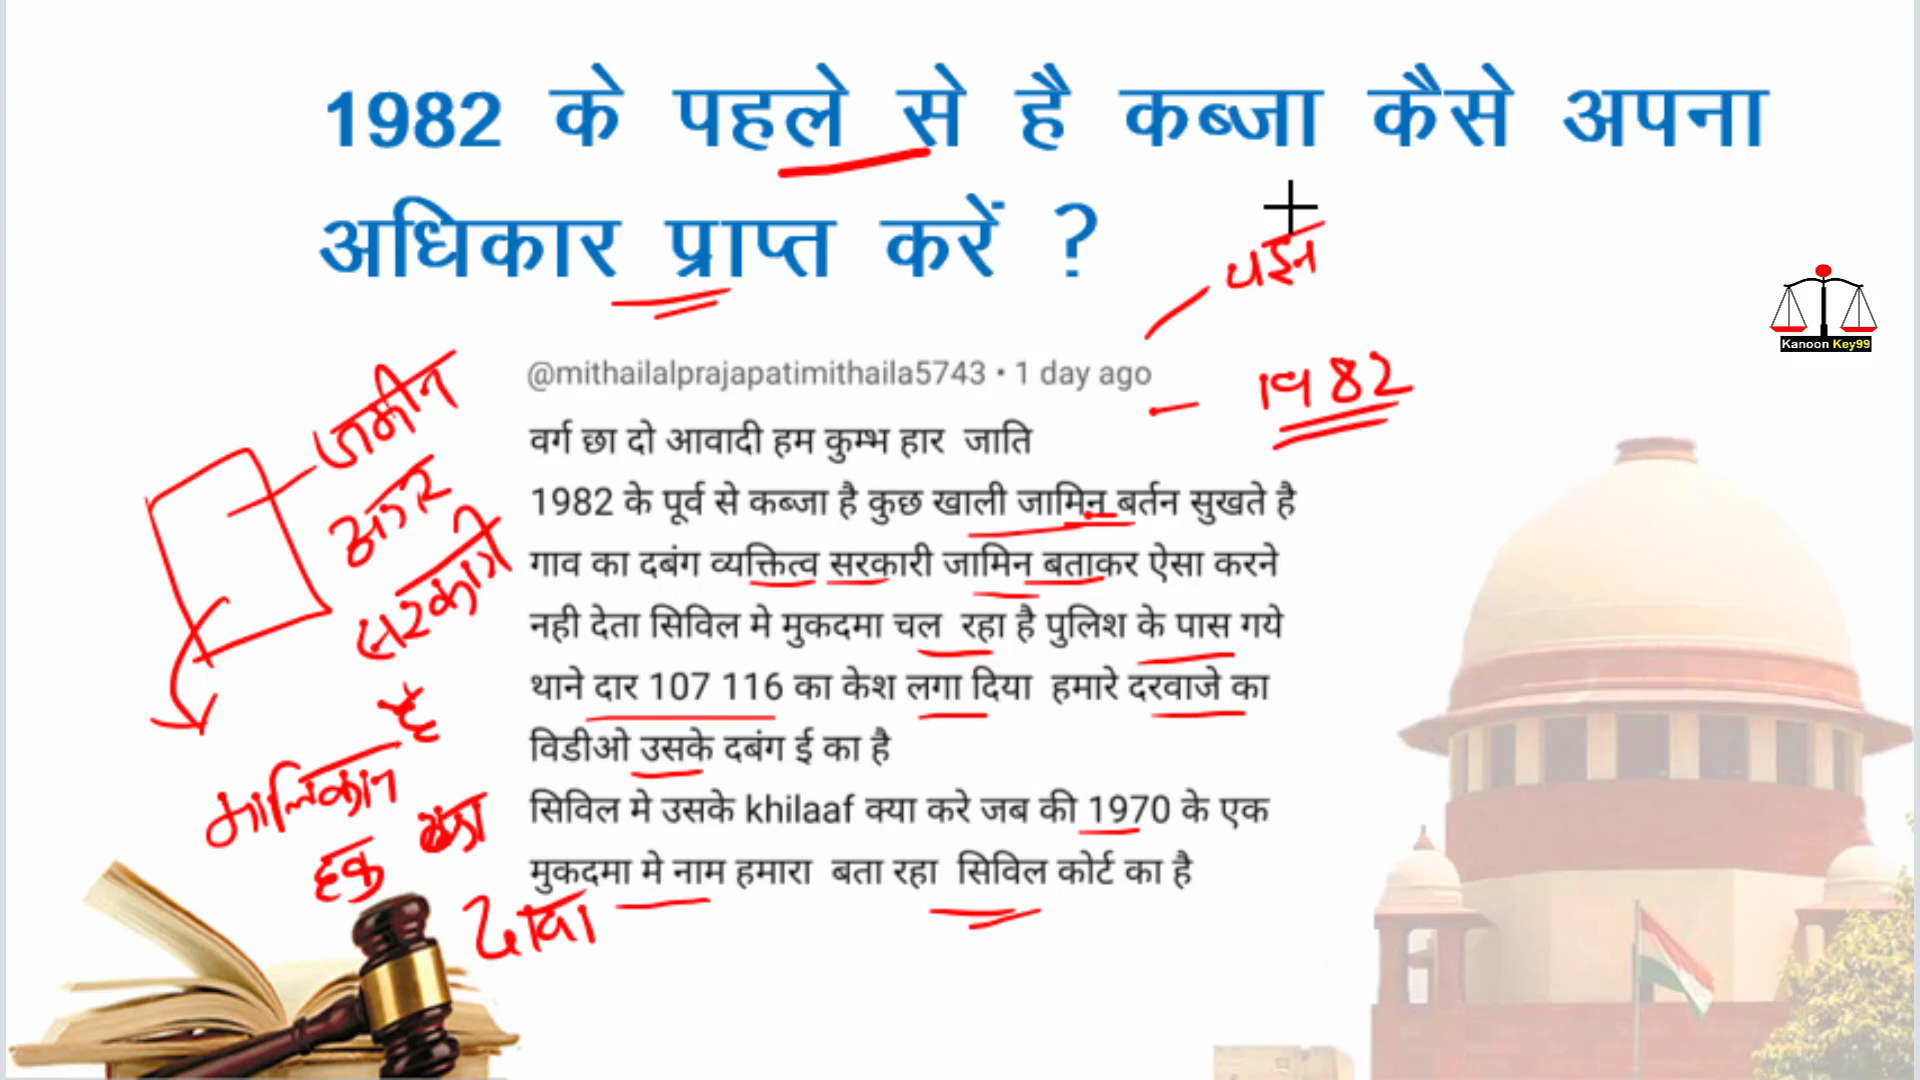 1982 के पहले से है कब्जा कैसे अपना
अधिकार प्राप्त करें ?
@mithailalprajapatimithaila5743 • 1 day ago
वर्ग छा दो आवादी हम कुम्भ हार जाति
1982 के पूर्व से कब्जा है कुछ खाली जामिन बर्तन सुखते है
गाव का दबंग व्यक्तित्व सरकारी जामिन बताकर ऐसा करने
नही देता सिविल मे मुकदमा चल रहा है पुलिश के पास गये
थाने दार 107 116 का केश लगा दिया हमारे दरवाजे का
विडीओ उसके दबंग ई का है
सिविल मे उसके khilaaf क्या करे जब की 1970 के एक
मुकदमा मे नाम हमारा बता रहा सिविल कोर्ट का है
1982
जमीन
अगर
सरकारी
है
मालिकान
हक का
दावा
Kanoon Key99